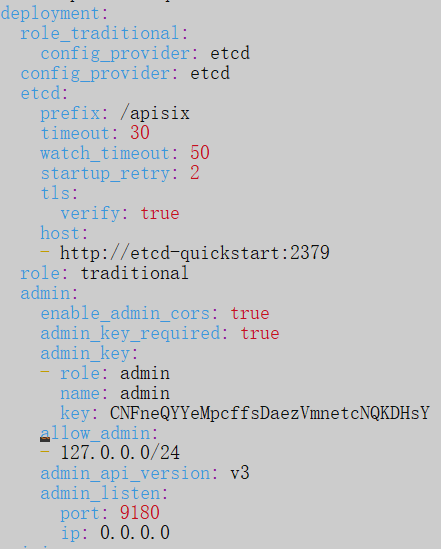 deployment:
  role_traditional:
    config_provider: etcd
  config_provider: etcd
  etcd:
    prefix: /apisix
    timeout: 30
    watch_timeout: 50
    startup_retry: 2
    tls:
      verify: true
    host:
    - http://etcd-quickstart:2379
  role: traditional
  admin:
    enable_admin_cors: true
    admin_key_required: true
    admin_key:
    - role: admin
      name: admin
      key: CNFneQYYeMpcffsDaezVmnetcNQKDHsY
    allow_admin:
    - 127.0.0.0/24
    admin_api_version: v3
    admin_listen:
      port: 9180
      ip: 0.0.0.0